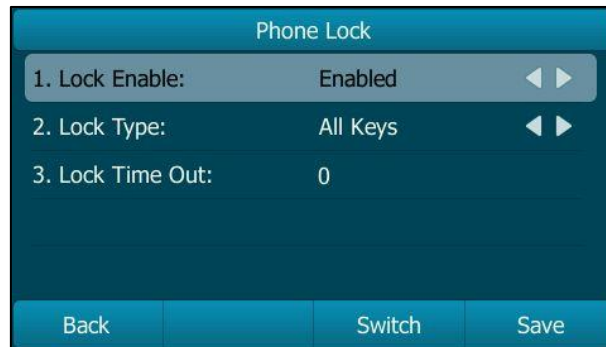 Phone Lock
1. Lock Enable: Enabled
2. Lock Type: All Keys
3. Lock Time Out: 0
Back Switch Save